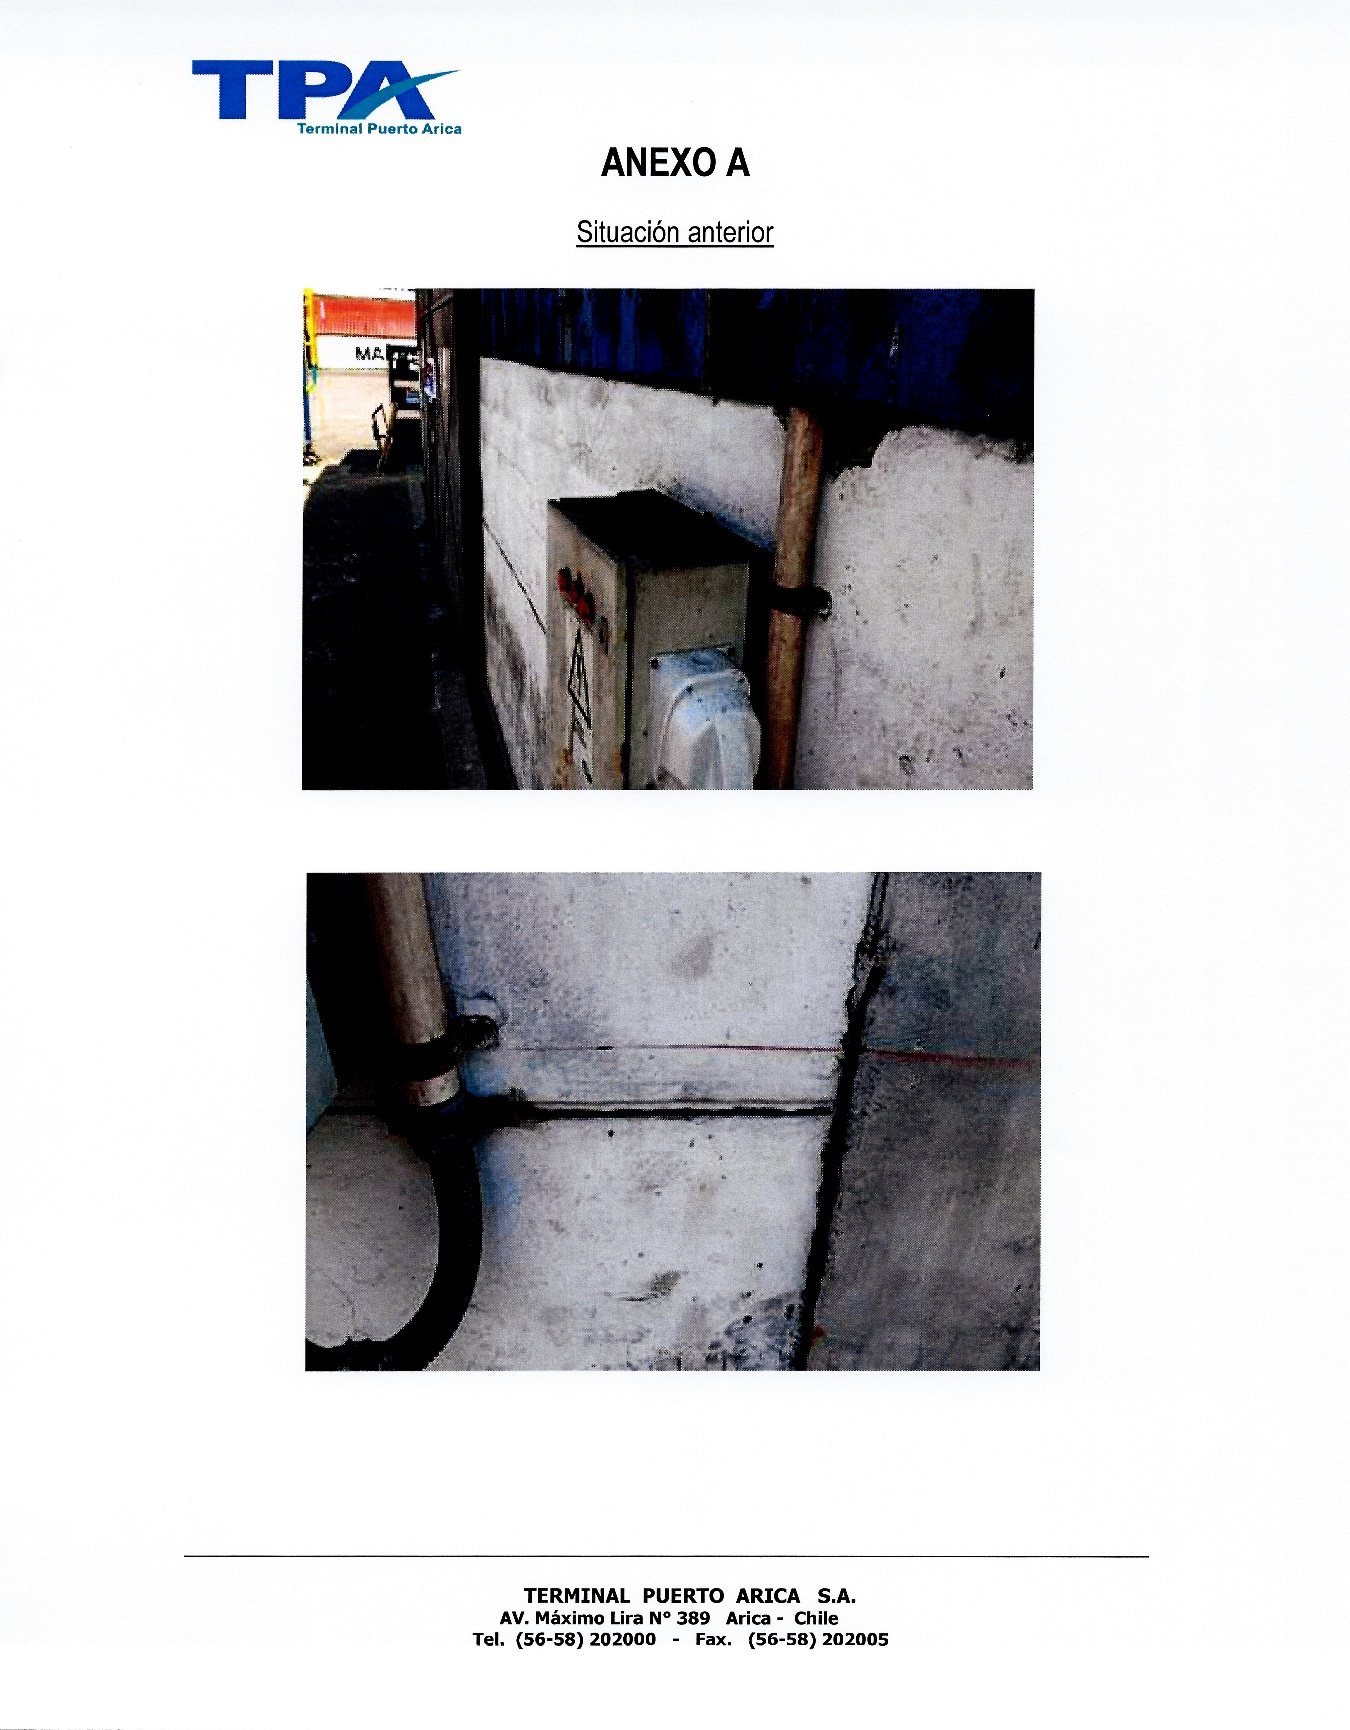 TPA
Terminal Puerto Arica
ANEXO A
Situación anterior
MA
TERMINAL PUERTO ARICA S.A.
AV. Máximo Lira Nº 389 Arica - Chile
Tel. (56-58) 202000 - Fax. (56-58) 202005